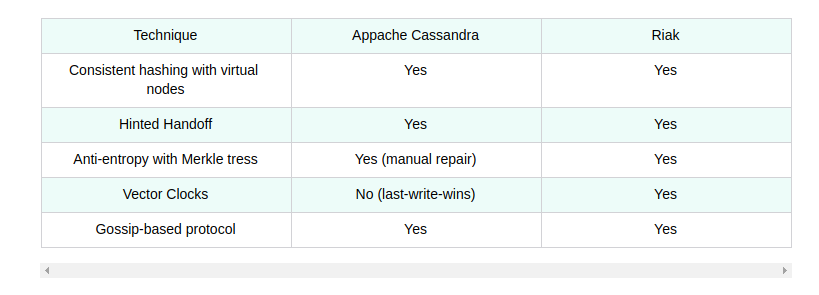 Technique Appache Cassandra Riak
Consistent hashing with virtual Yes Yes
nodes
Hinted Handoff Yes Yes
Anti-entropy with Merkle tress Yes (manual repair) Yes
Vector Clocks No (last-write-wins) Yes
Gossip-based protocol Yes Yes